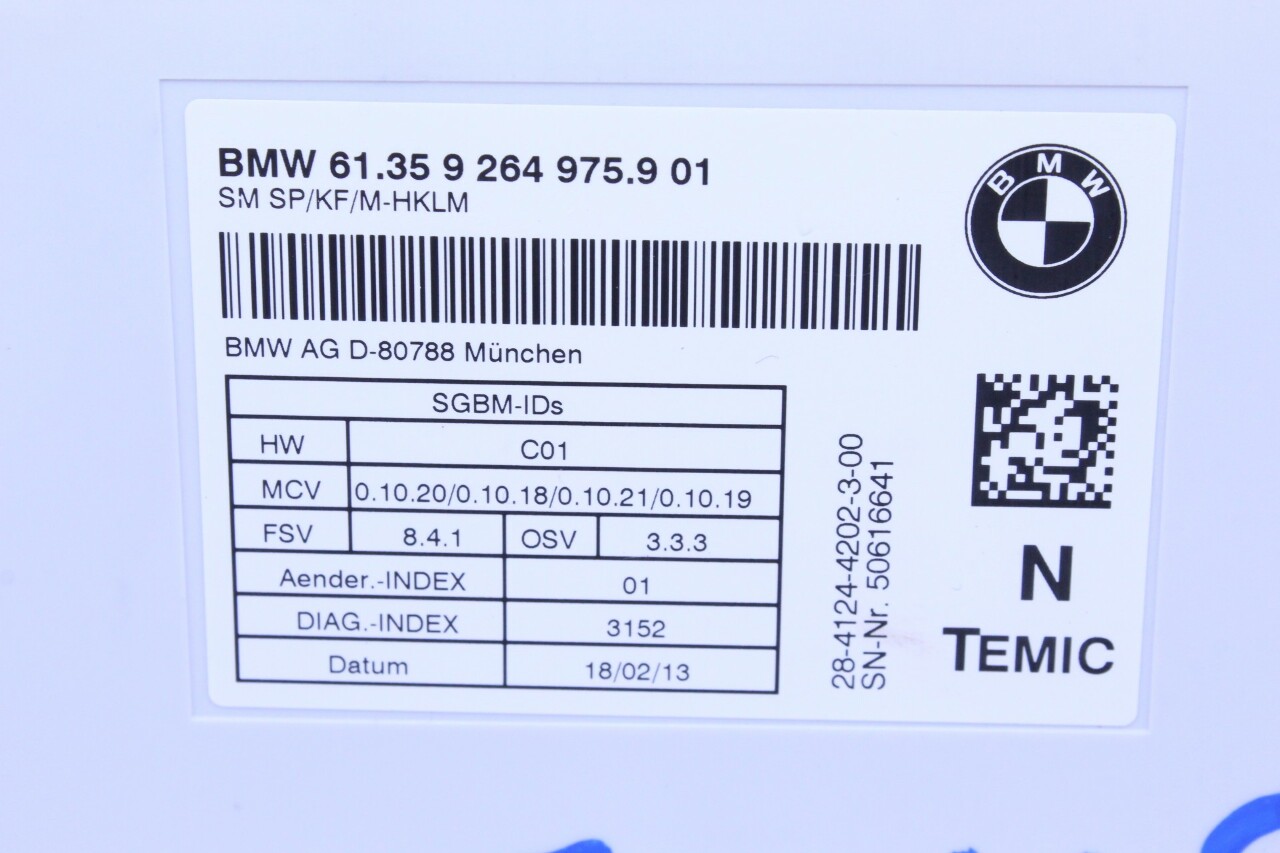 BMW 61.35 9 264 975.9 01
SM SP/KF/M-HKLM
BMW
BMW AG D-80788 München
SGBM-IDs
HW C01
MCV 0.10.20/0.10.18/0.10.21/0.10.19
FSV 8.4.1 OSV 3.3.3
Aender.-INDEX 01
DIAG.-INDEX 3152
Datum 18/02/13
28-4124-4202-3-00
SN-Nr. 50616641
N
TEMIC